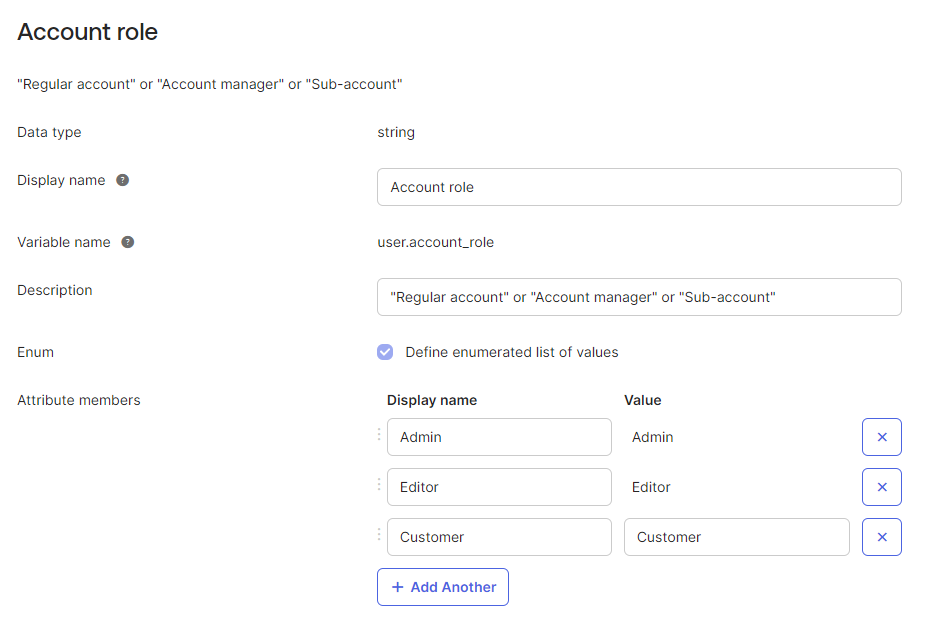 Account role
"Regular account" or "Account manager" or "Sub-account"
Data type string
Display name ? Account role
Variable name ? user.account_role
Description "Regular account" or "Account manager" or "Sub-account"
Enum Define enumerated list of values
Attribute members Display name Value
Admin Admin
Editor Editor
Customer Customer
+ Add Another